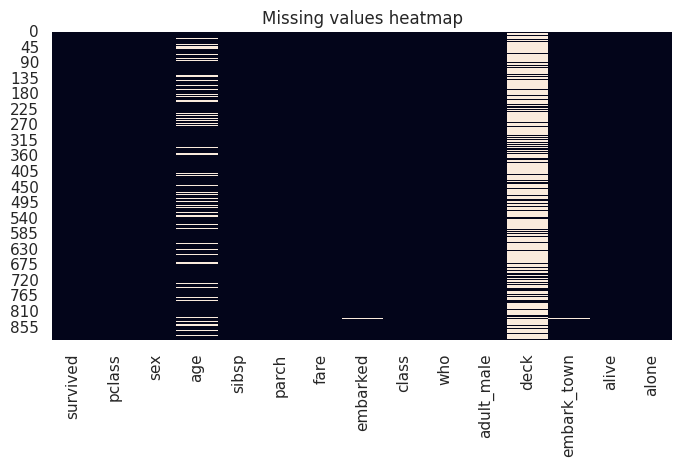 Missing values heatmap
0
45
90
135
180
225
270
315
360
405
450
495
540
585
630
675
720
765
810
855
survived
pclass
sex
age
sibsp
parch
fare
embarked
class
who
adult_male
deck
embark_town
alive
alone